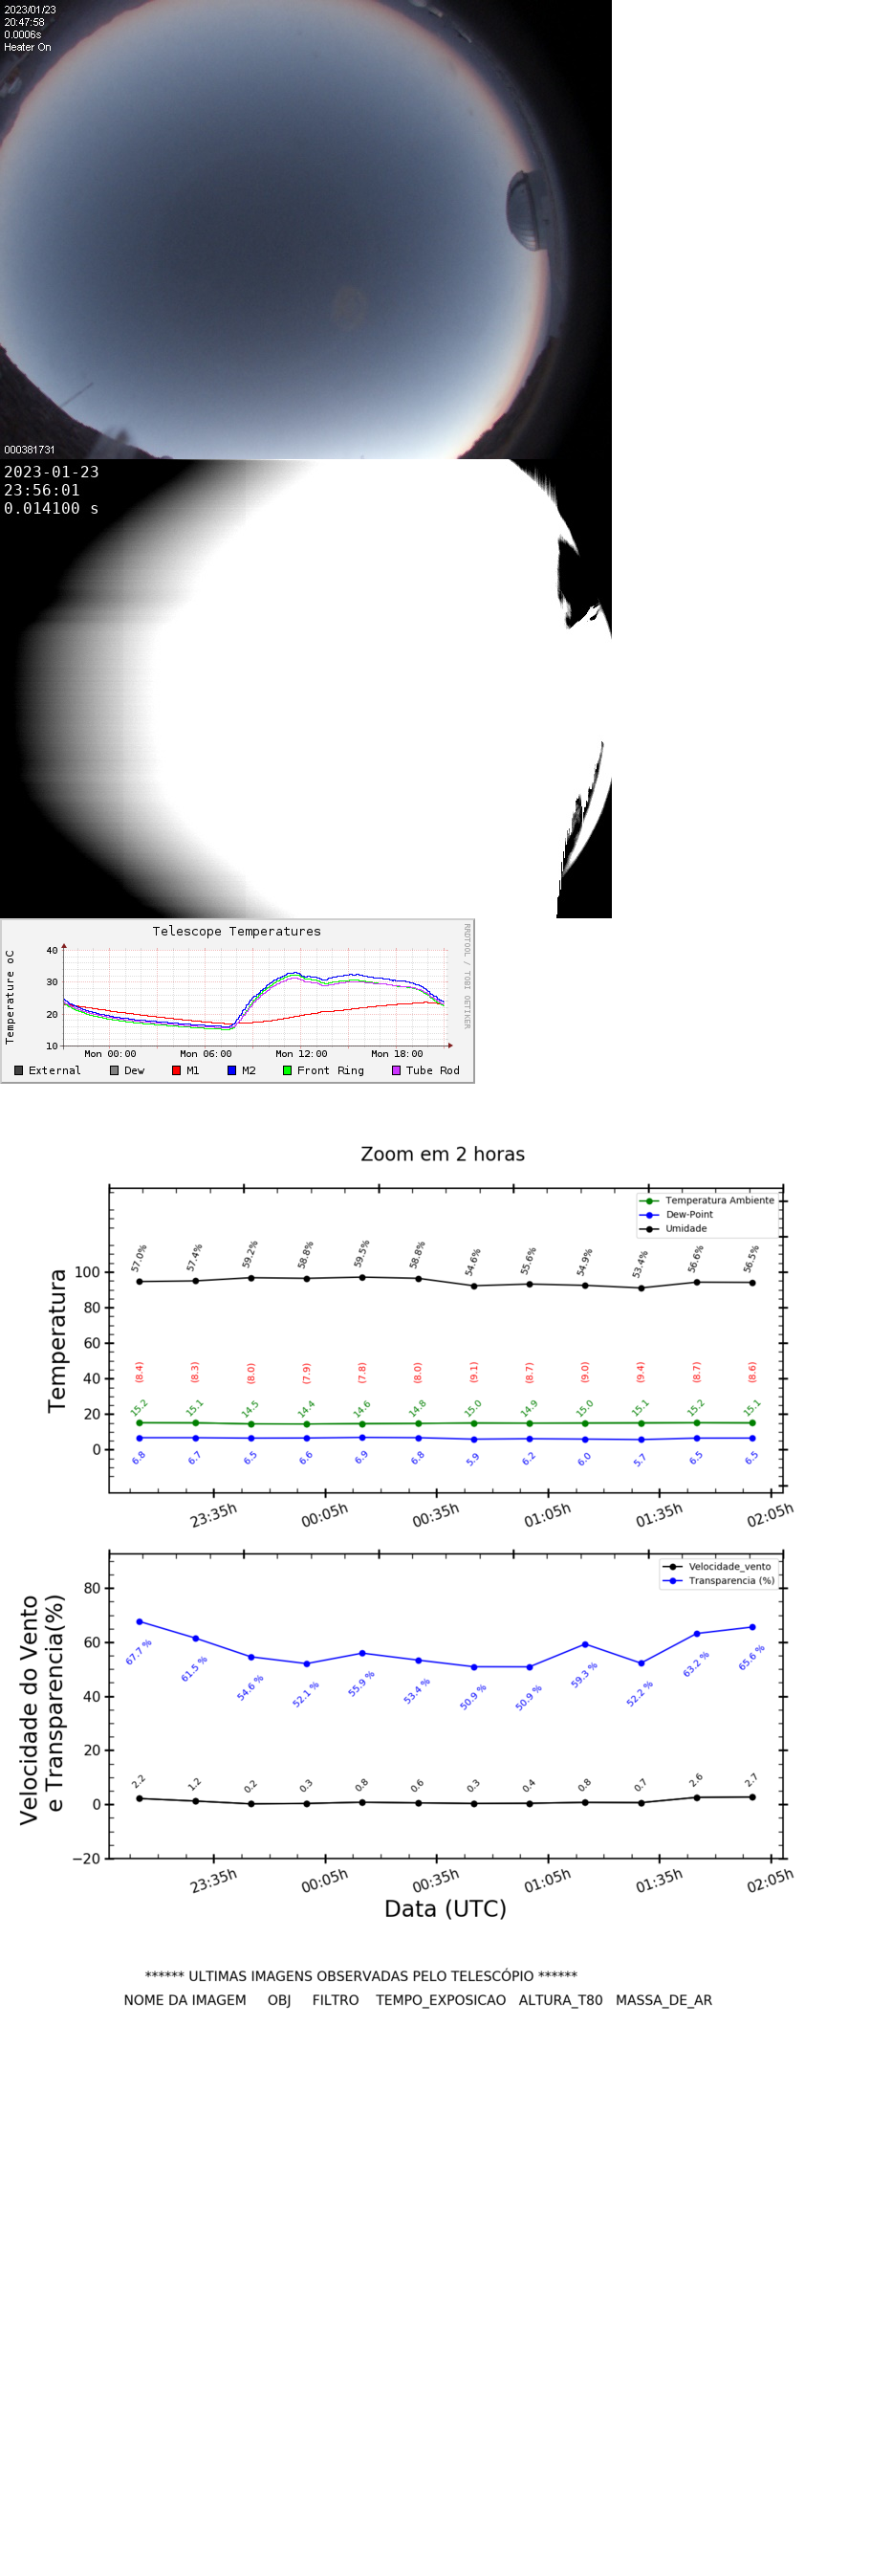 2023/01/23
20:47:58
0.0006s
Heater On
000381731
2023-01-23
23:56:01
0.014100 s
Telescope Temperatures
RRDTOOL / TOBI OETIKER
Temperature oC
40
30
20
10
Mon 00:00 Mon 06:00 Mon 12:00 Mon 18:00
External Dew M1 M2 Front Ring Tube Rod
Zoom em 2 horas
Temperatura Ambiente
Dew-Point
Umidade
Temperatura
100
80
60
40
20
0
57.0% 57.4% 59.2% 58.8% 59.5% 58.8% 54.6% 55.6% 54.9% 53.4% 56.6% 56.5%
(8.4) (8.3) (8.0) (7.9) (7.8) (8.0) (9.1) (8.7) (9.0) (9.4) (8.7) (8.6)
15.2 15.1 14.5 14.4 14.6 14.8 15.0 14.9 15.0 15.1 15.2 15.1
6.8 6.7 6.5 6.6 6.9 6.8 5.9 6.2 6.0 5.7 6.5 6.5
23:35h 00:05h 00:35h 01:05h 01:35h 02:05h
Velocidade_vento
Transparencia (%)
Velocidade do Vento
e Transparencia(%)
80
60
40
20
0
−20
67.7 % 61.5 % 54.6 % 52.1 % 55.9 % 53.4 % 50.9 % 50.9 % 59.3 % 52.2 % 63.2 % 65.6 %
2.2 1.2 0.2 0.3 0.8 0.6 0.3 0.4 0.8 0.7 2.6 2.7
23:35h 00:05h 00:35h 01:05h 01:35h 02:05h
Data (UTC)
****** ULTIMAS IMAGENS OBSERVADAS PELO TELESCÓPIO ******
NOME DA IMAGEM OBJ FILTRO TEMPO_EXPOSICAO ALTURA_T80 MASSA_DE_AR